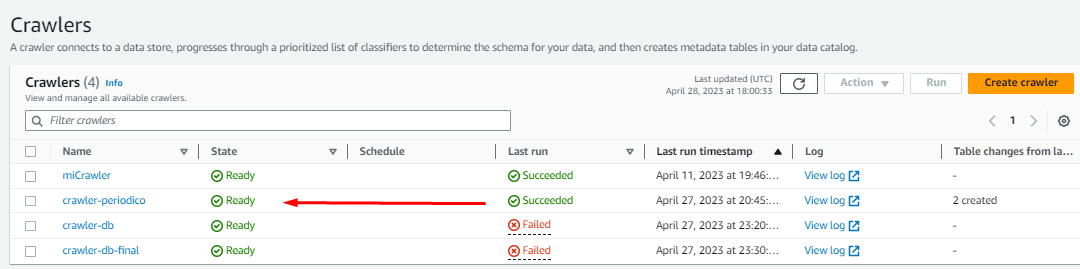 Crawlers
A crawler connects to a data store, progresses through a prioritized list of classifiers to determine the schema for your data, and then creates metadata tables in your data catalog.
Crawlers (4) Info
View and manage all available crawlers.
Last updated (UTC)
April 28, 2023 at 18:00:33
Action
Run
Create crawler
Filter crawlers
1
Name State Schedule Last run Last run timestamp Log Table changes from la...
miCrawler Ready Succeeded April 11, 2023 at 19:46:... View log -
crawler-periodico Ready Succeeded April 27, 2023 at 20:45:... View log 2 created
crawler-db Ready Failed April 27, 2023 at 23:20:... View log -
crawler-db-final Ready Failed April 27, 2023 at 23:30:... View log -